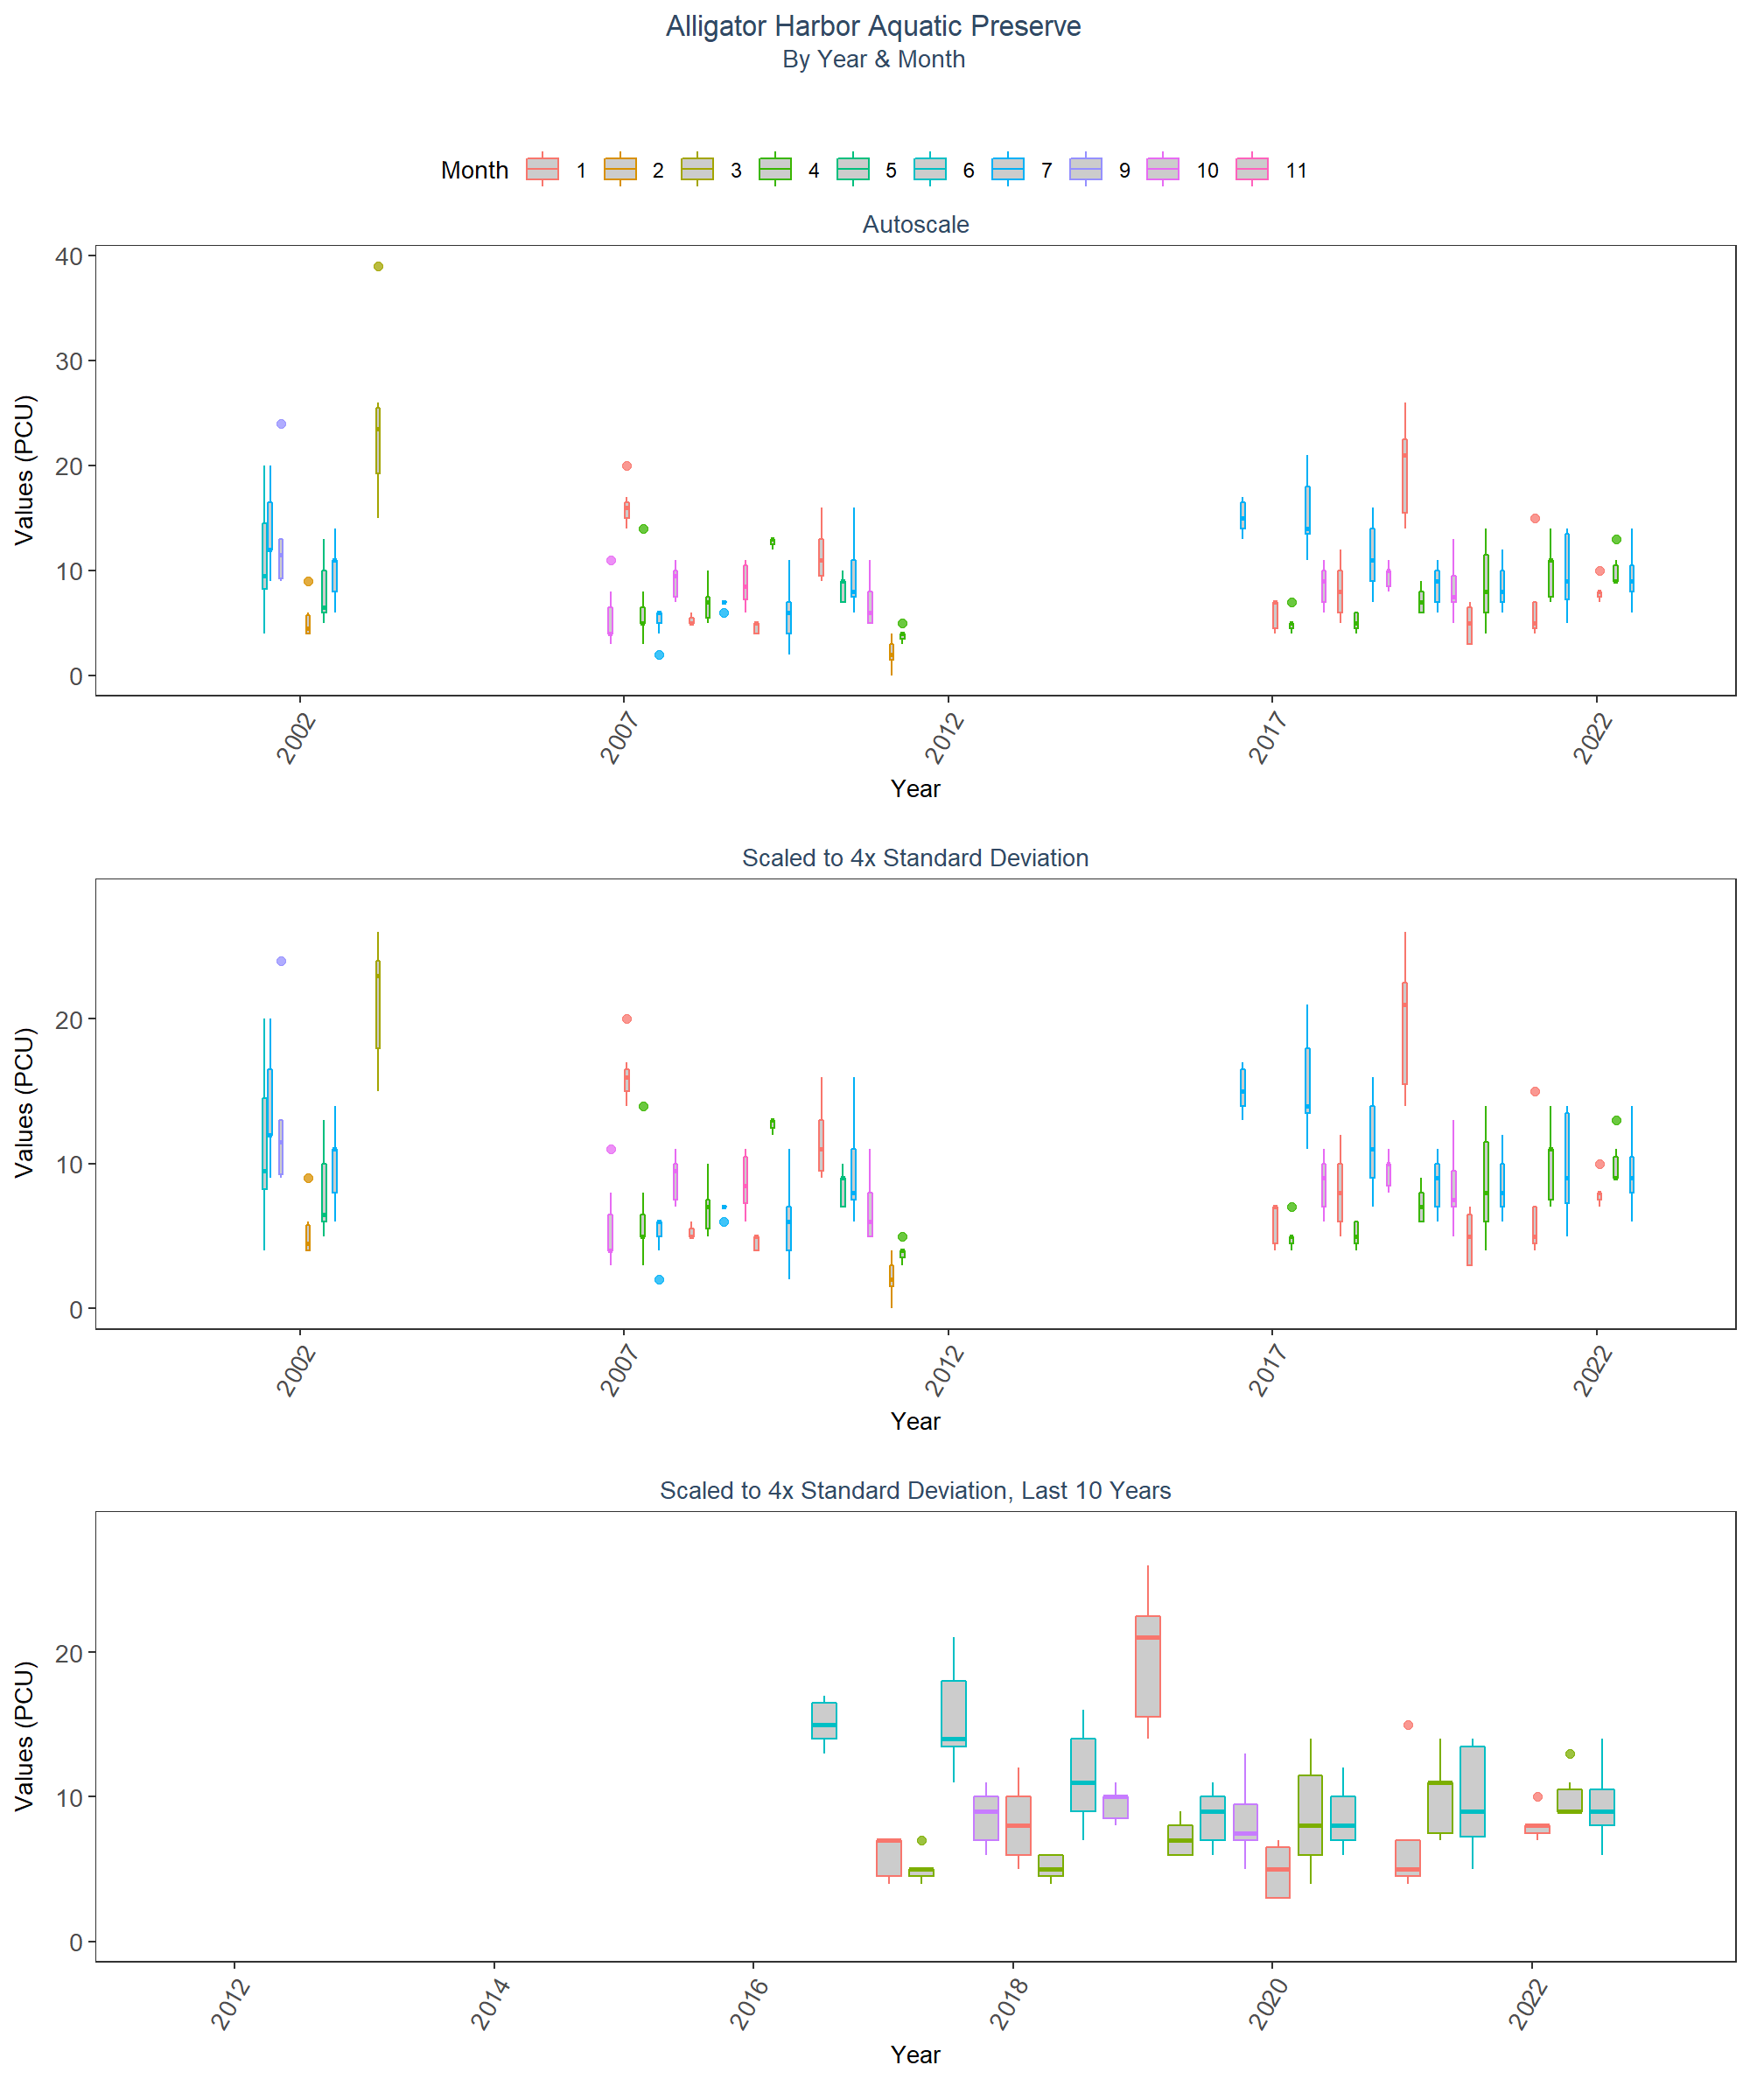 Alligator Harbor Aquatic Preserve
By Year & Month
Month 1 2 3 4 5 6 7 9 10 11
Autoscale
Values (PCU)
40
30
20
10
0
2002 2007 2012 2017 2022
Year
Scaled to 4x Standard Deviation
Values (PCU)
20
10
0
2002 2007 2012 2017 2022
Year
Scaled to 4x Standard Deviation, Last 10 Years
Values (PCU)
20
10
0
2012 2014 2016 2018 2020 2022
Year